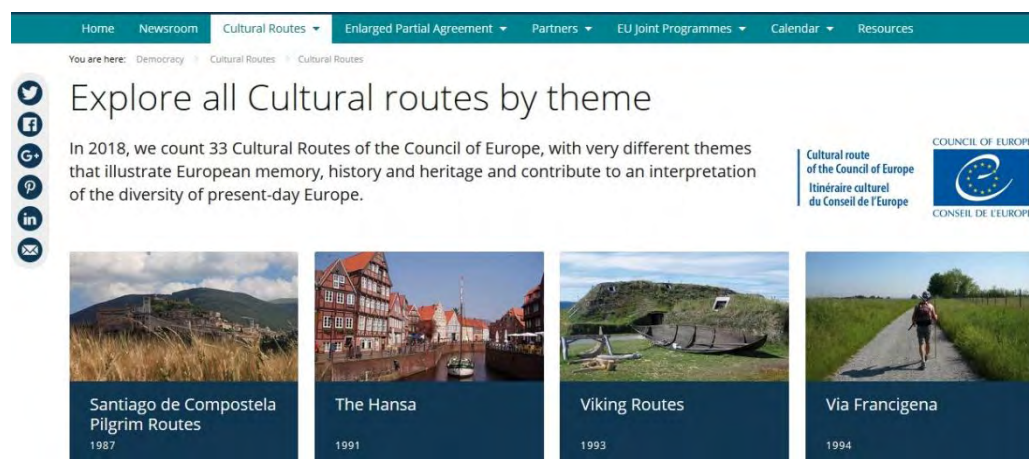 Home Newsroom Cultural Routes Enlarged Partial Agreement Partners EU Joint Programmes Calendar Resources
You are here: Democracy Cultural Routes Cultural Routes
Explore all Cultural routes by theme
In 2018, we count 33 Cultural Routes of the Council of Europe, with very different themes
that illustrate European memory, history and heritage and contribute to an interpretation
of the diversity of present-day Europe.
Cultural route
of the Council of Europe
Itinéraire culturel
du Conseil de l'Europe
COUNCIL OF EUROPE
CONSEIL DE L'EUROPE
Santiago de Compostela
Pilgrim Routes
1987
The Hansa
1991
Viking Routes
1993
Via Francigena
1994